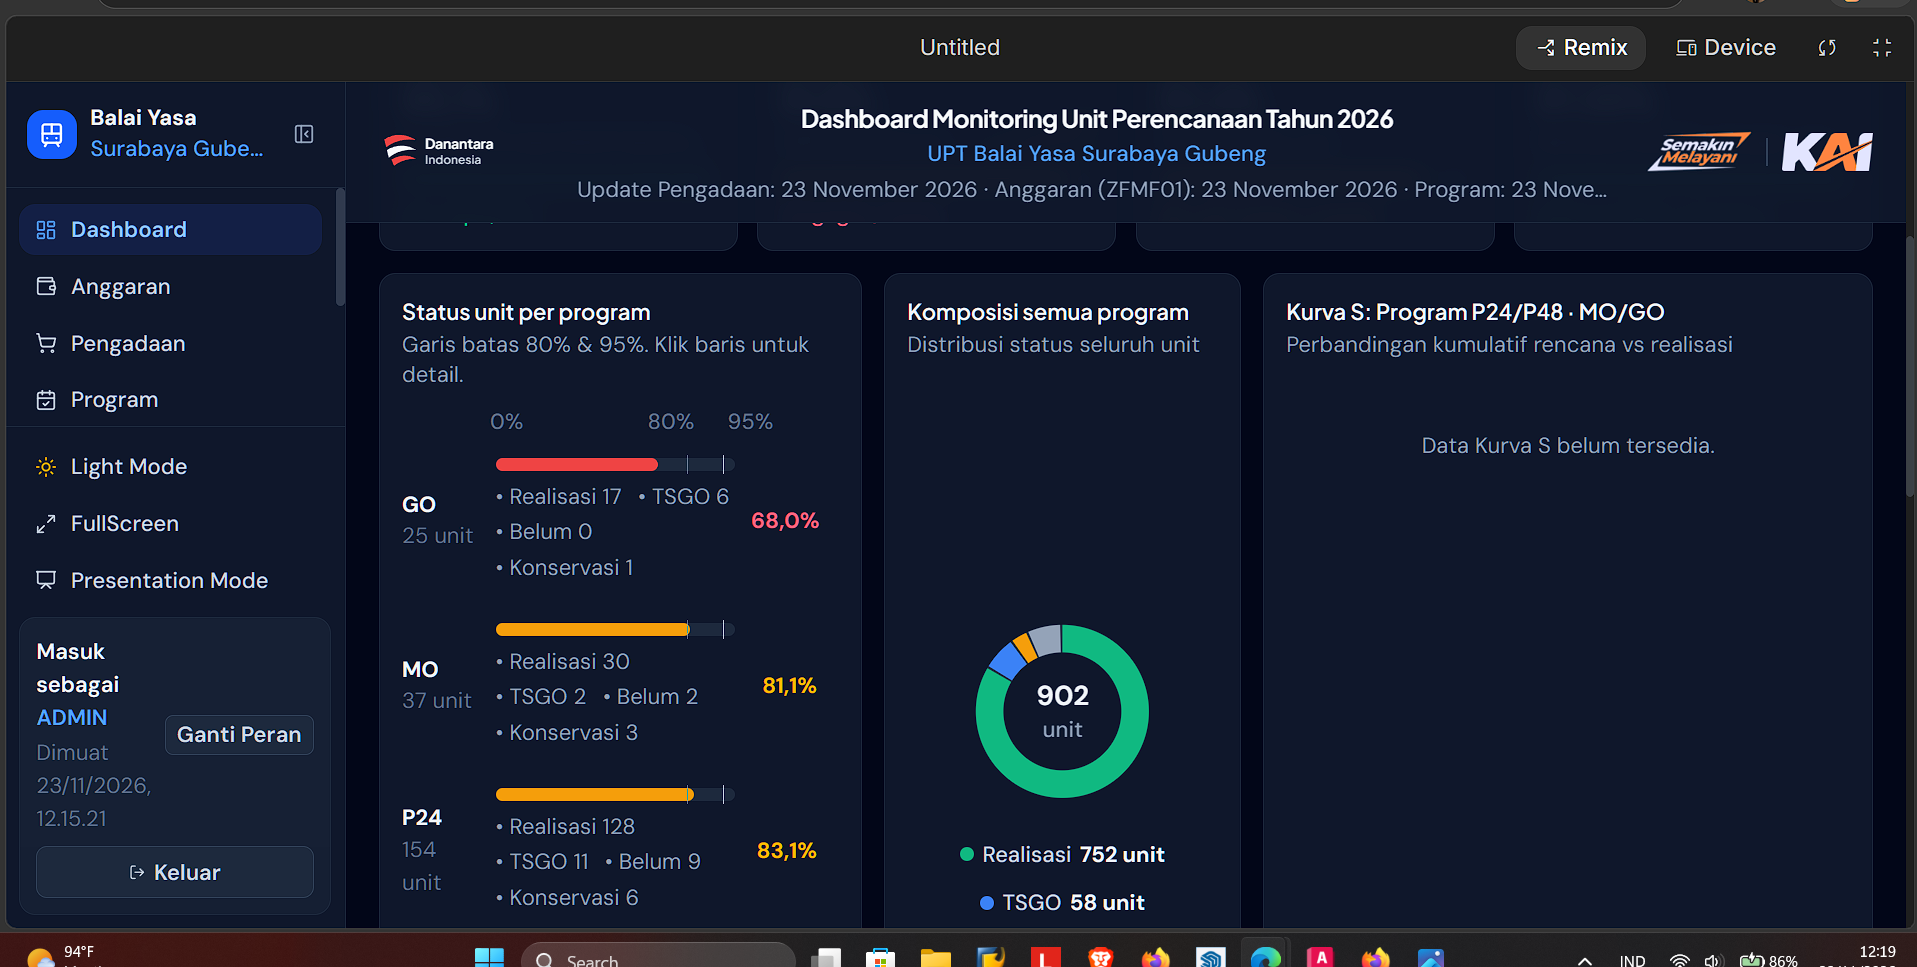 Untitled
Remix
Device
Balai Yasa
Surabaya Gube...
Danantara
Indonesia
Dashboard Monitoring Unit Perencanaan Tahun 2026
UPT Balai Yasa Surabaya Gubeng
Update Pengadaan: 23 November 2026 · Anggaran (ZFMF01): 23 November 2026 · Program: 23 Nove...
Semakin
Melayani
KAI
Dashboard
Anggaran
Pengadaan
Program
Light Mode
FullScreen
Presentation Mode
Masuk
sebagai
ADMIN
Dimuat
23/11/2026,
12.15.21
Ganti Peran
Keluar
Status unit per program
Garis batas 80% & 95%. Klik baris untuk
detail.
0% 80% 95%
GO
25 unit
• Realisasi 17 • TSGO 6
• Belum 0
• Konservasi 1
68,0%
MO
37 unit
• Realisasi 30
• TSGO 2 • Belum 2
• Konservasi 3
81,1%
P24
154
unit
• Realisasi 128
• TSGO 11 • Belum 9
• Konservasi 6
83,1%
Komposisi semua program
Distribusi status seluruh unit
902
unit
Realisasi 752 unit
TSGO 58 unit
Kurva S: Program P24/P48 · MO/GO
Perbandingan kumulatif rencana vs realisasi
Data Kurva S belum tersedia.
94°F
Search
IND
86%
12:19